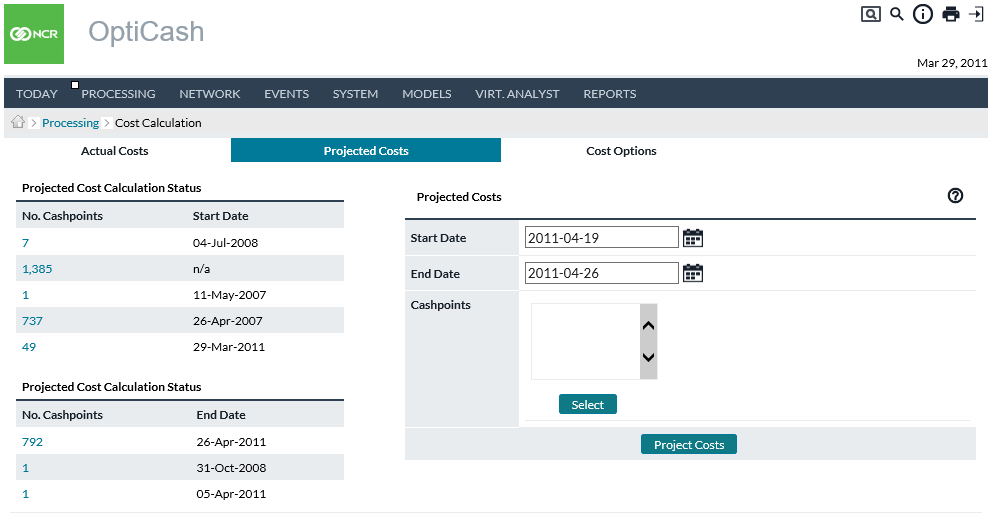 NCR
OptiCash
Mar 29, 2011
TODAY PROCESSING NETWORK EVENTS SYSTEM MODELS VIRT. ANALYST REPORTS
Processing Cost Calculation
Actual Costs Projected Costs Cost Options
Projected Cost Calculation Status
No. Cashpoints Start Date
7 04-Jul-2008
1,385 n/a
1 11-May-2007
737 26-Apr-2007
49 29-Mar-2011
Projected Cost Calculation Status
No. Cashpoints End Date
792 26-Apr-2011
1 31-Oct-2008
1 05-Apr-2011
Projected Costs
Start Date 2011-04-19
End Date 2011-04-26
Cashpoints
Select
Project Costs